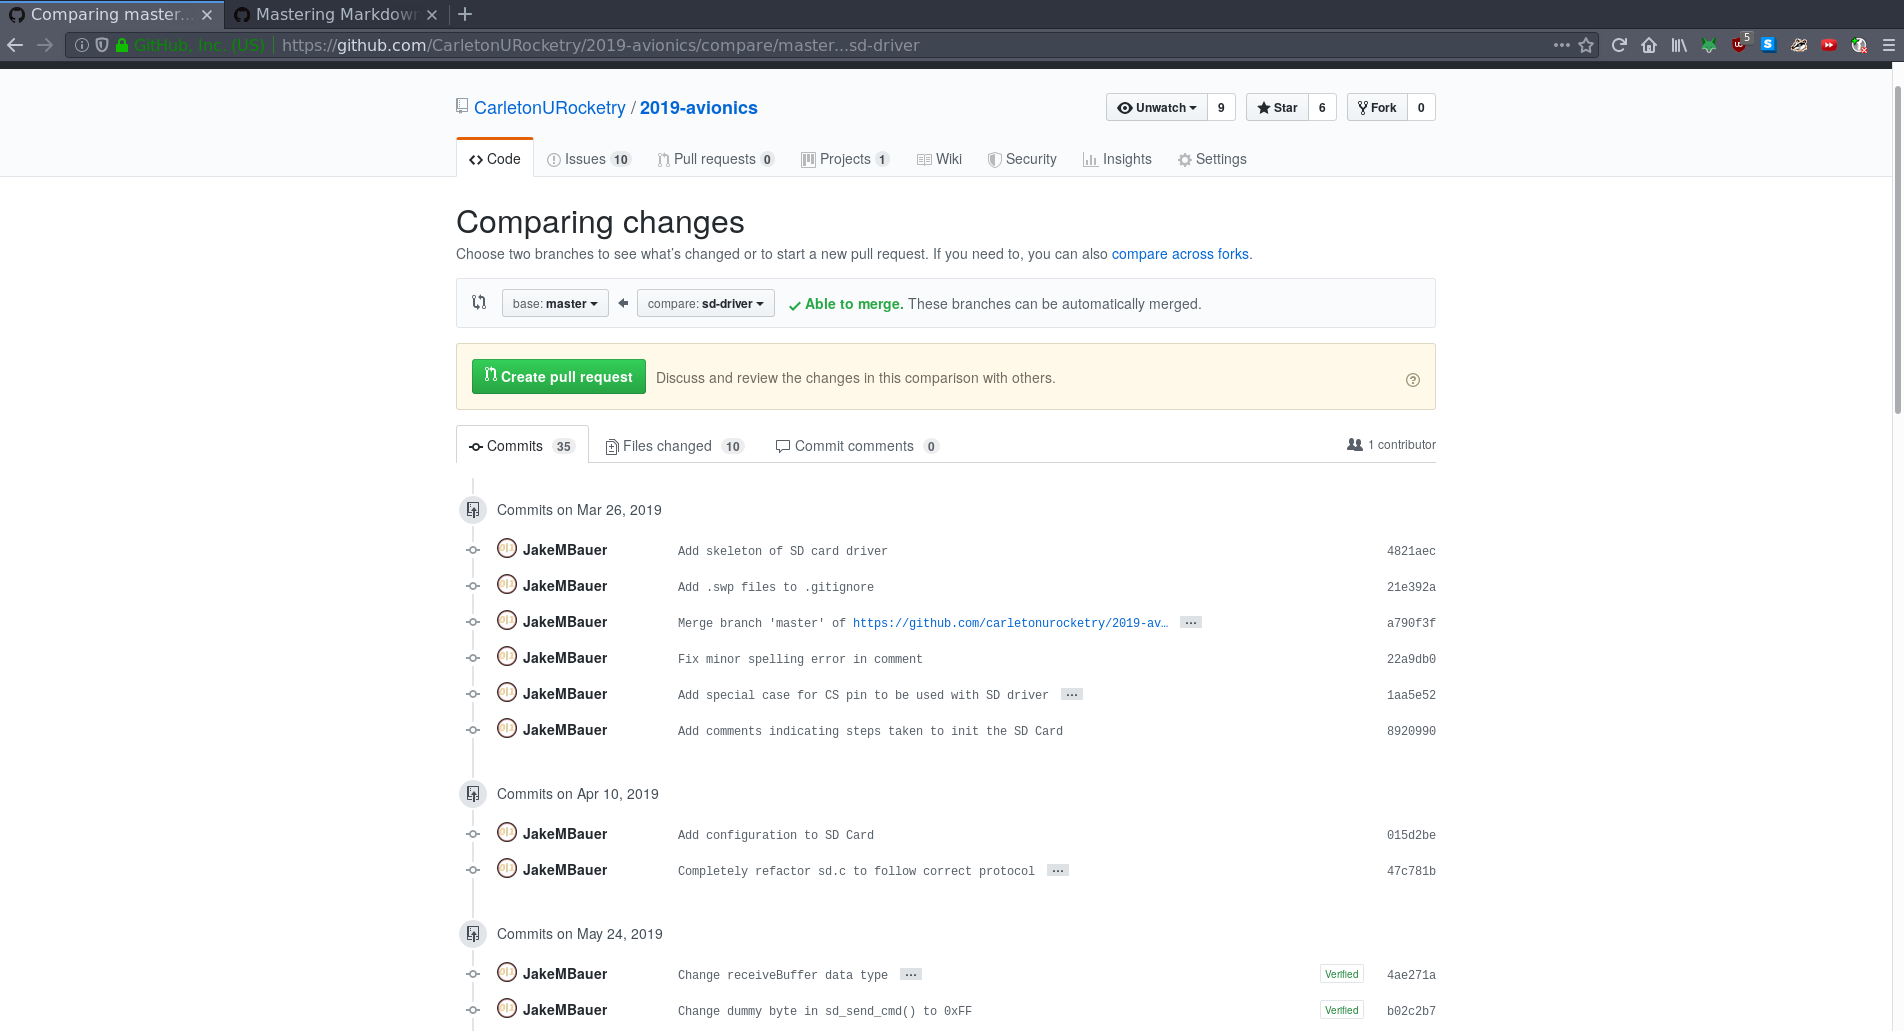 Comparing master...
Mastering Markdown
GitHub, Inc. (US) https://github.com/CarletonURocketry/2019-avionics/compare/master...sd-driver
5
CarletonURocketry / 2019-avionics
Unwatch 9 Star 6 Fork 0
Code Issues 10 Pull requests 0 Projects 1 Wiki Security Insights Settings
Comparing changes
Choose two branches to see what's changed or to start a new pull request. If you need to, you can also compare across forks.
base: master compare: sd-driver Able to merge. These branches can be automatically merged.
Create pull request Discuss and review the changes in this comparison with others.
Commits 35 Files changed 10 Commit comments 0 1 contributor
Commits on Mar 26, 2019
JakeMBauer Add skeleton of SD card driver 4821aec
JakeMBauer Add .swp files to .gitignore 21e392a
JakeMBauer Merge branch 'master' of https://github.com/carletonurocketry/2019-av… … a790f3f
JakeMBauer Fix minor spelling error in comment 22a9db0
JakeMBauer Add special case for CS pin to be used with SD driver … 1aa5e52
JakeMBauer Add comments indicating steps taken to init the SD Card 8920990
Commits on Apr 10, 2019
JakeMBauer Add configuration to SD Card 015d2be
JakeMBauer Completely refactor sd.c to follow correct protocol … 47c781b
Commits on May 24, 2019
JakeMBauer Change receiveBuffer data type … Verified 4ae271a
JakeMBauer Change dummy byte in sd_send_cmd() to 0xFF Verified b02c2b7